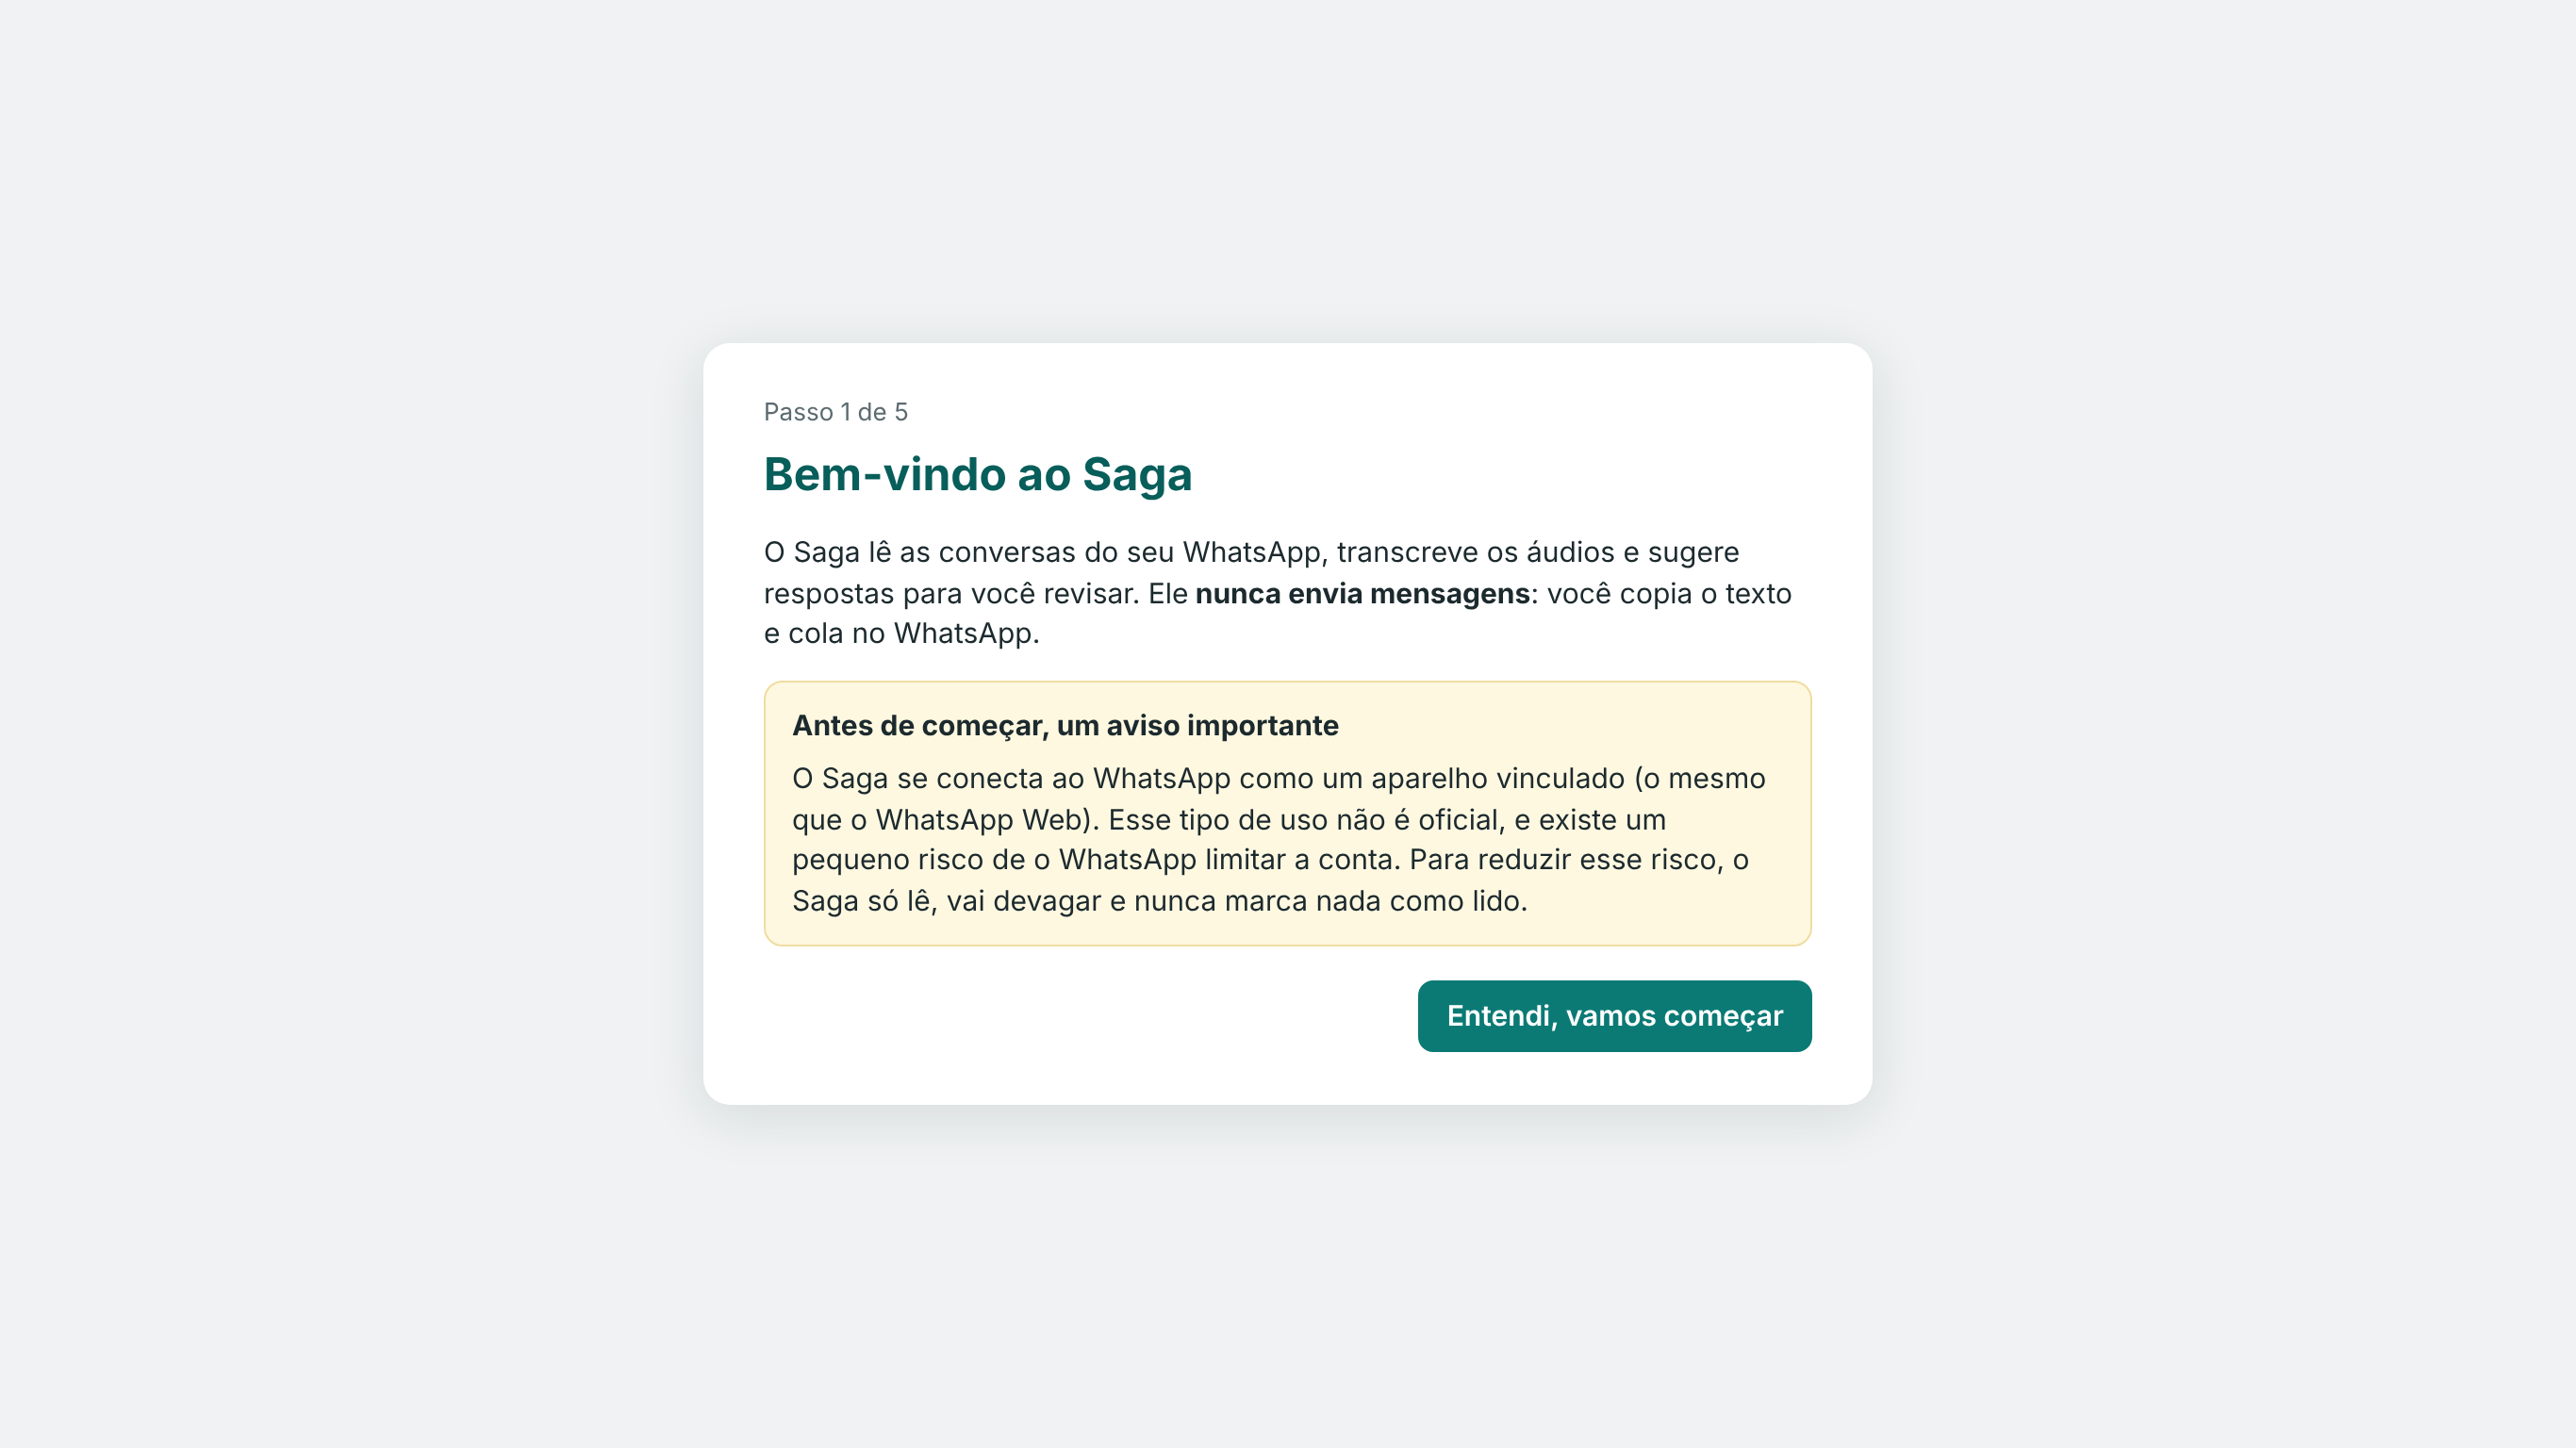 Passo 1 de 5
Bem-vindo ao Saga
O Saga lê as conversas do seu WhatsApp, transcreve os áudios e sugere
respostas para você revisar. Ele nunca envia mensagens: você copia o texto
e cola no WhatsApp.
Antes de começar, um aviso importante
O Saga se conecta ao WhatsApp como um aparelho vinculado (o mesmo
que o WhatsApp Web). Esse tipo de uso não é oficial, e existe um
pequeno risco de o WhatsApp limitar a conta. Para reduzir esse risco, o
Saga só lê, vai devagar e nunca marca nada como lido.
Entendi, vamos começar